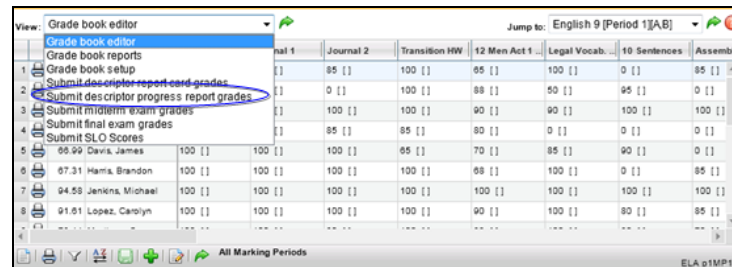 View: Grade book editor Jump to: English 9 [Period 1][A,B]
Grade book editor nal 1 Journal 2 Transition HW 12 Men Act 1 ... Legal Vocab. ... 10 Sentences Assemb
Grade book reports
1 Grade book setup [] 85 [] 100 [] 65 [] 100 [] 0 [] 85 []
Submit descriptor report card grades
2 Submit descriptor progress report grades [] 0 [] 100 [] 88 [] 50 [] 95 [] 0 []
3 Submit midterm exam grades [] 100 [] 100 [] 90 [] 90 [] 100 [] 100 []
Submit final exam grades
4 Submit SLO Scores [] 85 [] 85 [] 80 [] 0 [] 0 [] 0 []
5 66.99 Davis, James 100 [] 100 [] 100 [] 65 [] 70 [] 85 [] 90 [] 0 []
6 67.31 Harris, Brandon 100 [] 100 [] 100 [] 100 [] 68 [] 100 [] 0 [] 85 []
7 94.58 Jenkins, Michael 100 [] 100 [] 100 [] 100 [] 100 [] 100 [] 100 [] 100 []
8 91.61 Lopez, Carolyn 100 [] 100 [] 100 [] 100 [] 90 [] 100 [] 80 [] 85 []
All Marking Periods
ELA p1MP1